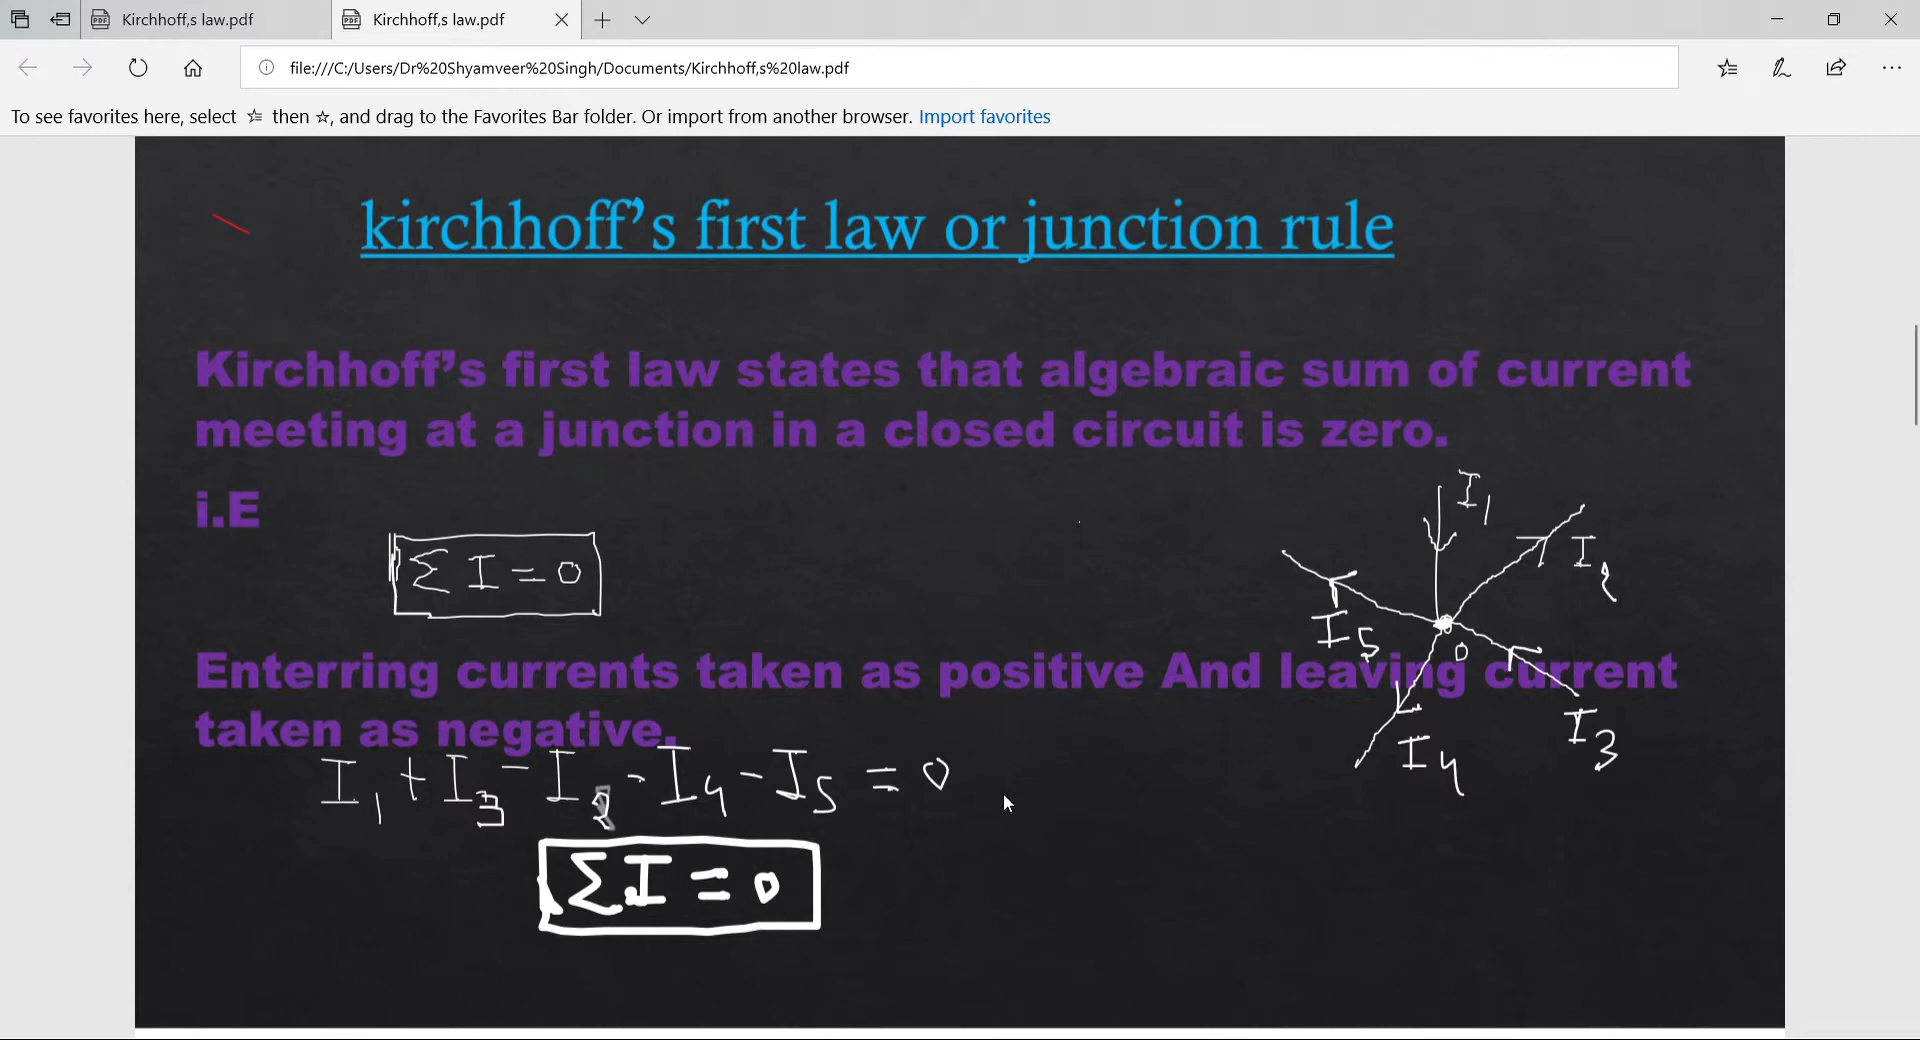 Kirchhoff,s law.pdf
Kirchhoff,s law.pdf
file:///C:/Users/Dr%20Shyamveer%20Singh/Documents/Kirchhoff,s%20law.pdf
To see favorites here, select ☆ then ☆, and drag to the Favorites Bar folder. Or import from another browser. Import favorites
kirchhoff’s first law or junction rule
Kirchhoff’s first law states that algebraic sum of current
meeting at a junction in a closed circuit is zero.
i.E
Σ I = 0
I₁
I₂
I₅
O
I₃
I₄
Enterring currents taken as positive And leaving current
taken as negative.
I₁ + I₃ - I₂ - I₄ - I₅ = 0
ΣI = 0